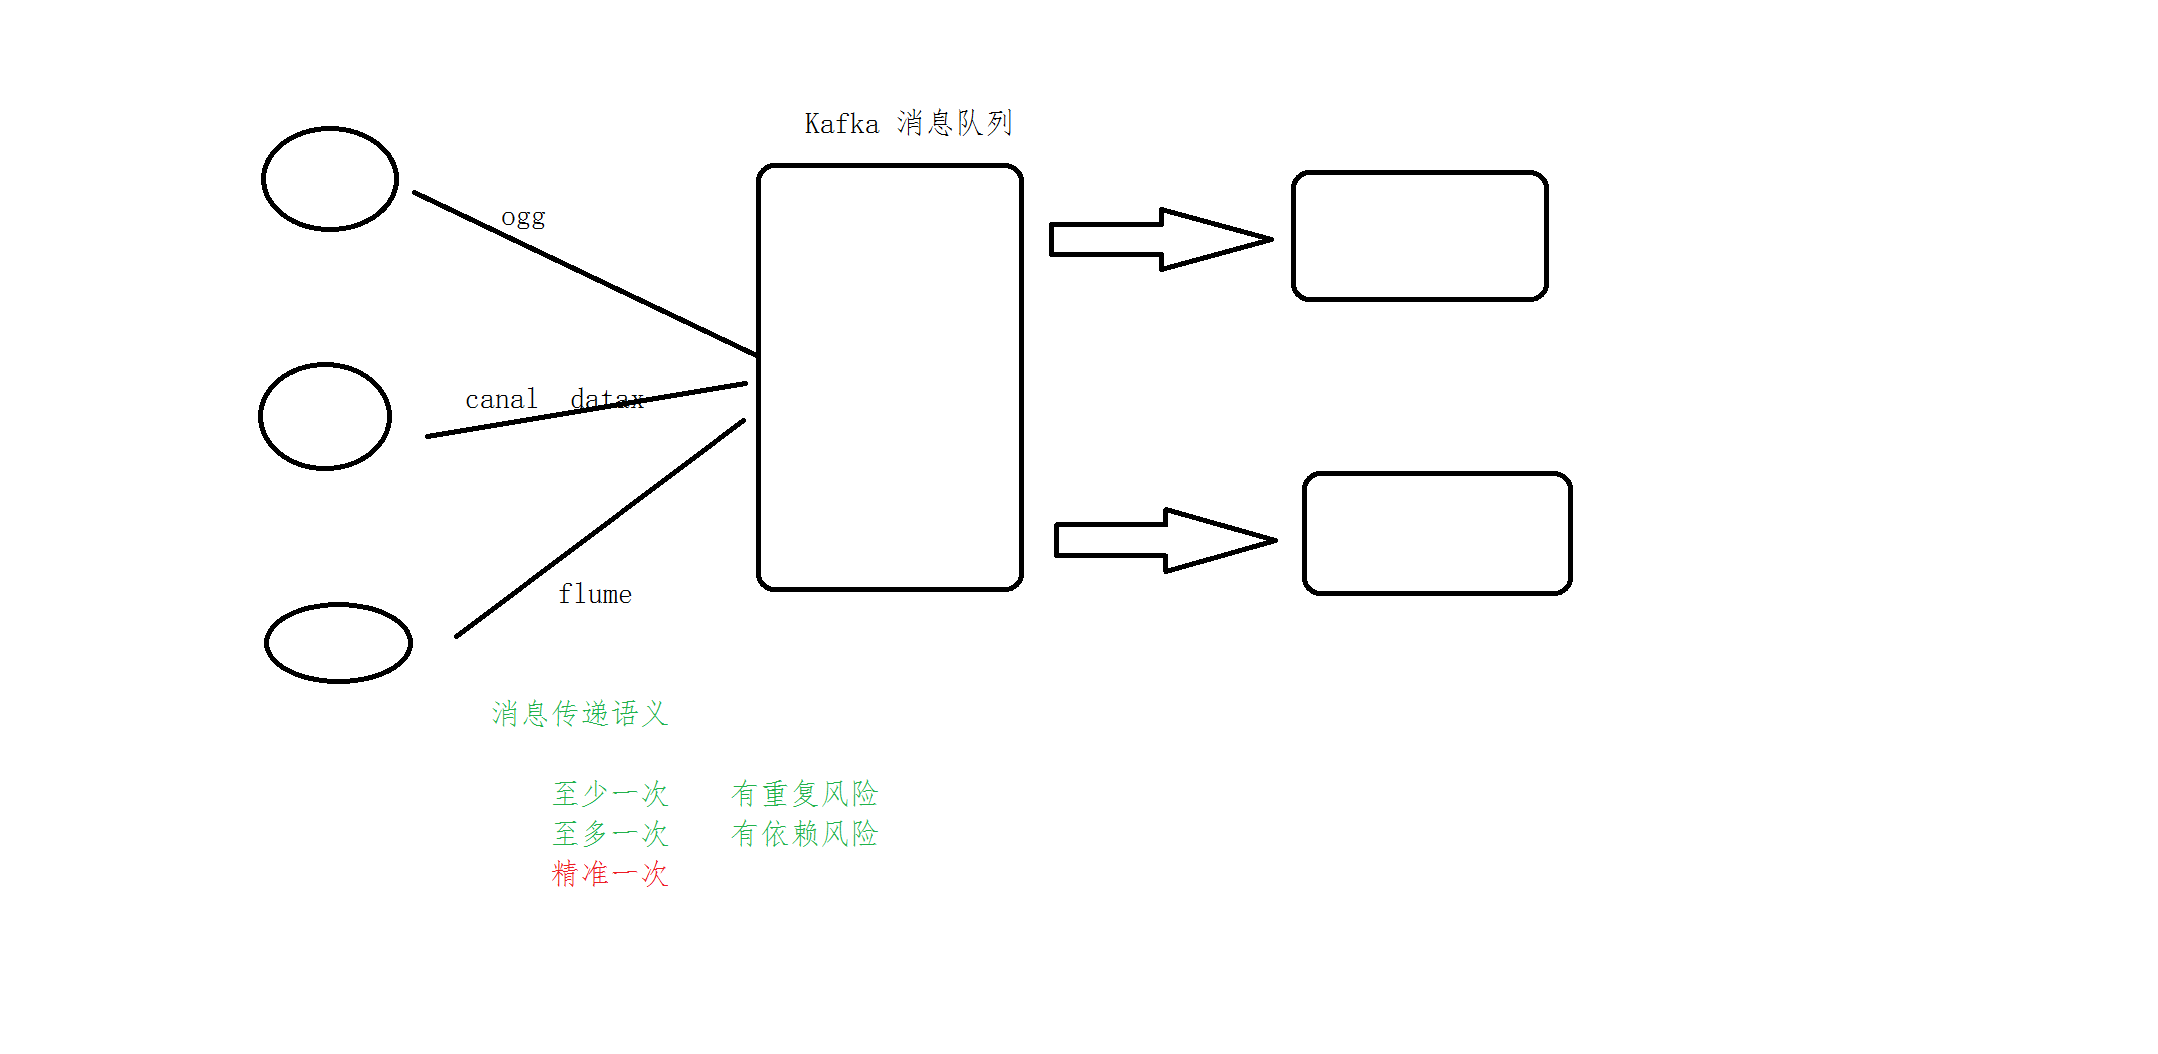 Kafka 消息队列
ogg
canal  datax
flume
消息传递语义
至少一次    有重复风险
至多一次    有依赖风险
精准一次